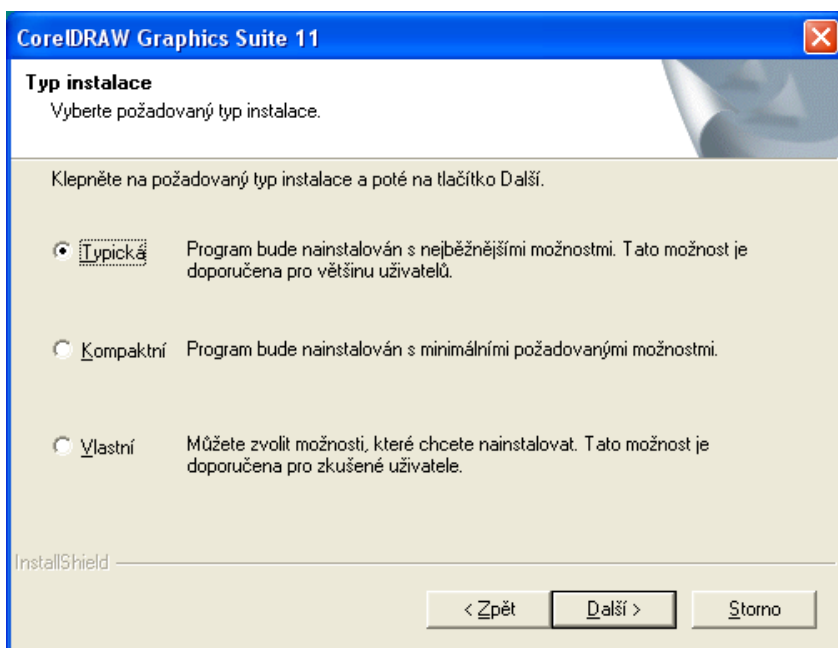 CorelDRAW Graphics Suite 11
Typ instalace
Vyberte požadovaný typ instalace.
Klepněte na požadovaný typ instalace a poté na tlačítko Další.
Typická
Program bude nainstalován s nejběžnějšími možnostmi. Tato možnost je
doporučena pro většinu uživatelů.
Kompaktní
Program bude nainstalován s minimálními požadovanými možnostmi.
Vlastní
Můžete zvolit možnosti, které chcete nainstalovat. Tato možnost je
doporučena pro zkušené uživatele.
InstallShield
< Zpět
Další >
Storno